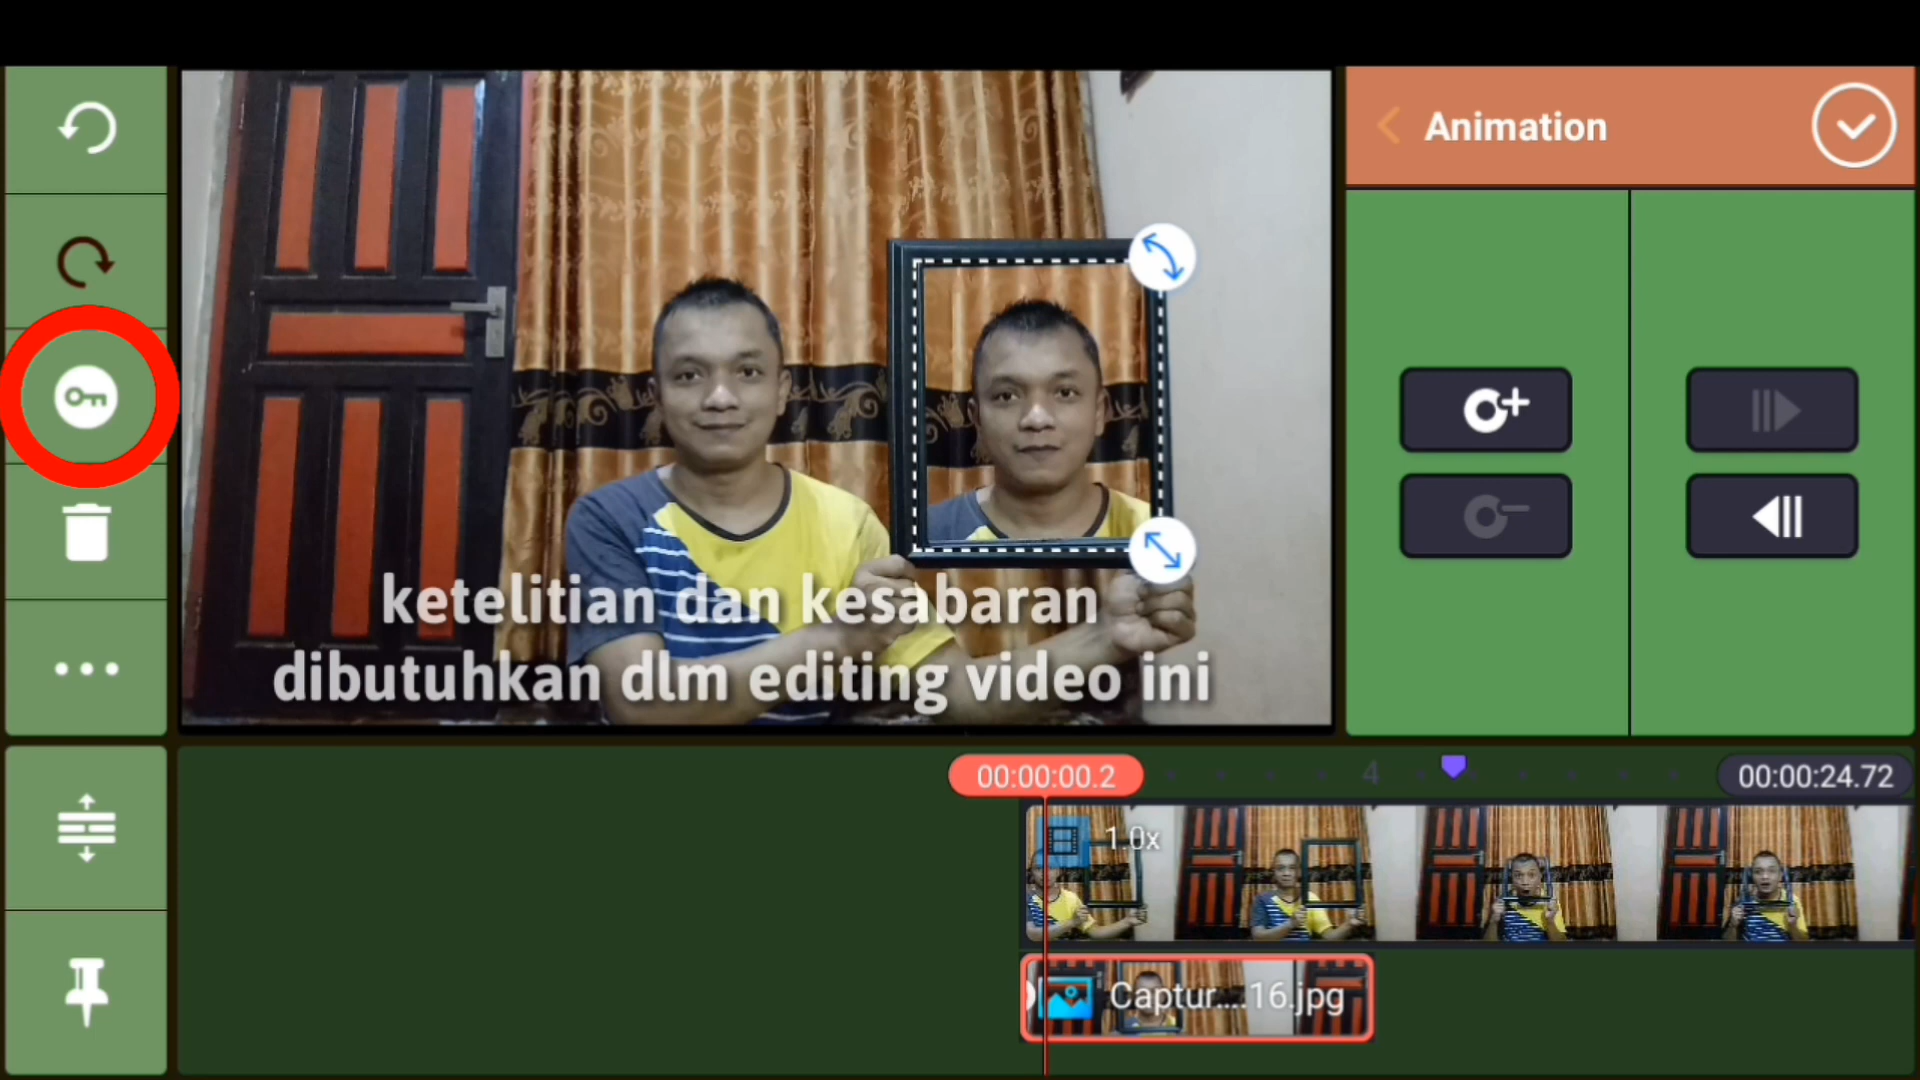 Animation
ketelitian dan kesabaran
dibutuhkan dlm editing video ini
00:00:00.2
4
00:00:24.72
1.0x
Captur....16.jpg